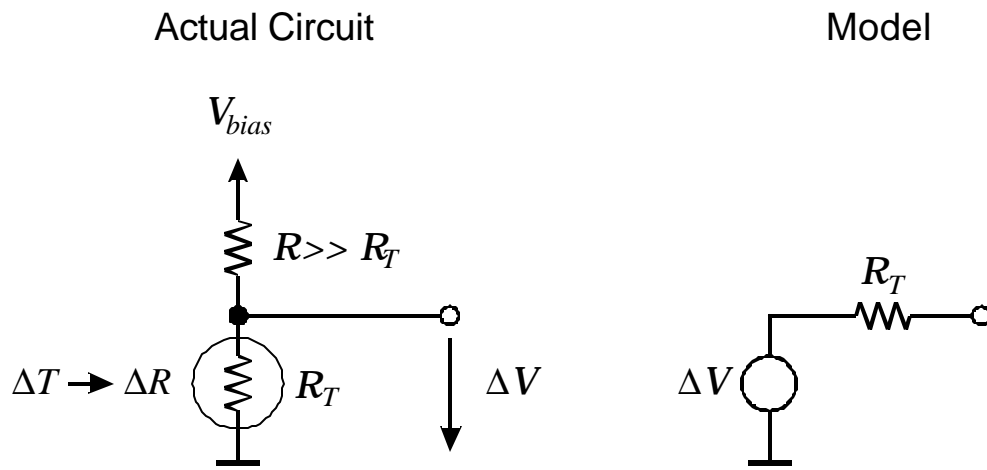 Actual Circuit
Model
V_bias
R >> R_T
R_T
ΔT → ΔR
R_T
ΔV
ΔV